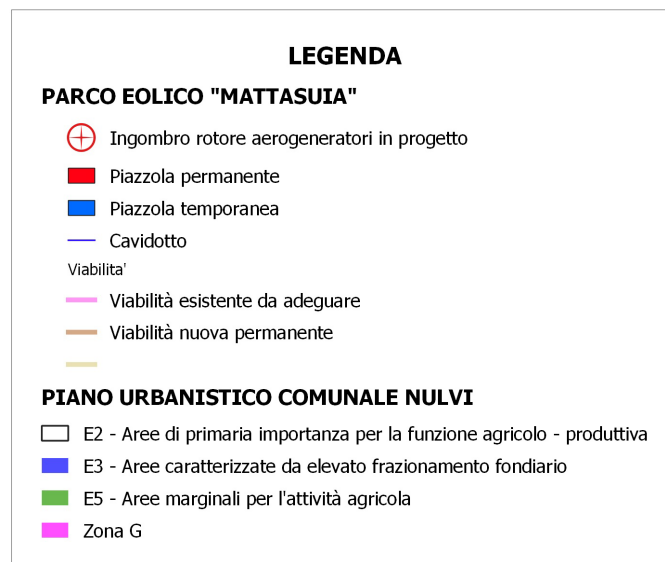 LEGENDA
PARCO EOLICO "MATTASUIA"
Ingombro rotore aerogeneratori in progetto
Piazzola permanente
Piazzola temporanea
Cavidotto
Viabilita'
Viabilità esistente da adeguare
Viabilità nuova permanente
PIANO URBANISTICO COMUNALE NULVI
E2 - Aree di primaria importanza per la funzione agricolo - produttiva
E3 - Aree caratterizzate da elevato frazionamento fondiario
E5 - Aree marginali per l'attività agricola
Zona G